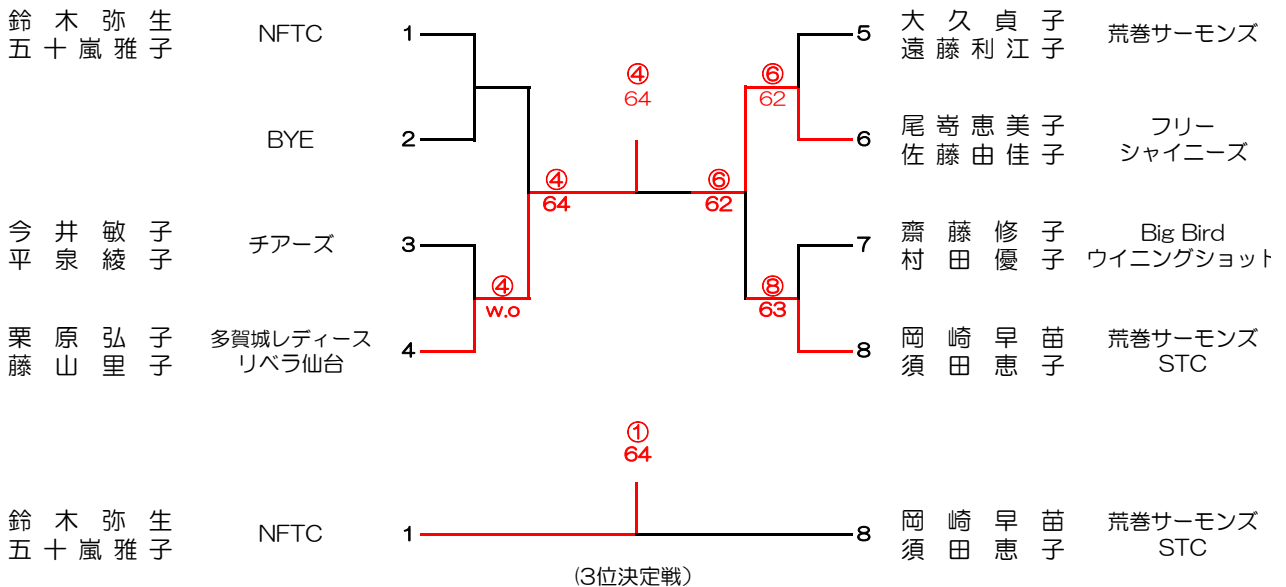 鈴木弥生
五十嵐雅子
NFTC
1
BYE
2
今井敏子
平泉綾子
チアーズ
3
栗原弘子
藤山里子
多賀城レディース
リベラ仙台
4
④
w.o
④
64
④
64
⑥
62
⑥
62
⑧
63
5
大久貞子
遠藤利江子
荒巻サーモンズ
6
尾嵜恵美子
佐藤由佳子
フリー
シャイニーズ
7
齋藤修子
村田優子
Big Bird
ウイニングショット
8
岡崎早苗
須田恵子
荒巻サーモンズ
STC
①
64
鈴木弥生
五十嵐雅子
NFTC
1
8
岡崎早苗
須田恵子
荒巻サーモンズ
STC
(3位決定戦)